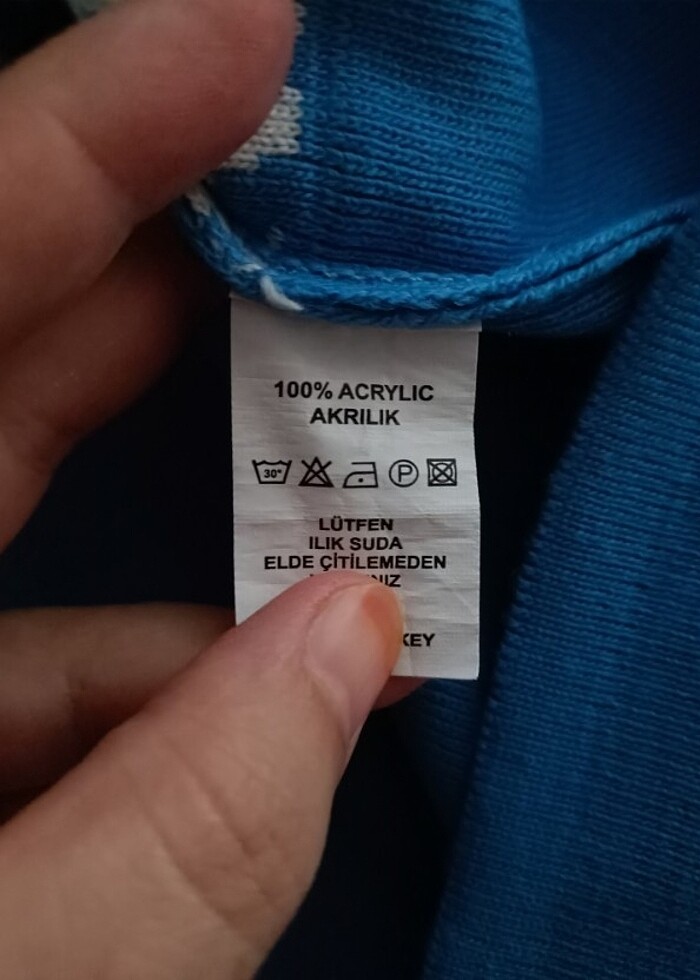 100% ACRYLIC
AKRILIK
30°
P
LÜTFEN
ILIK SUDA
ELDE ÇİTİLEMEDEN